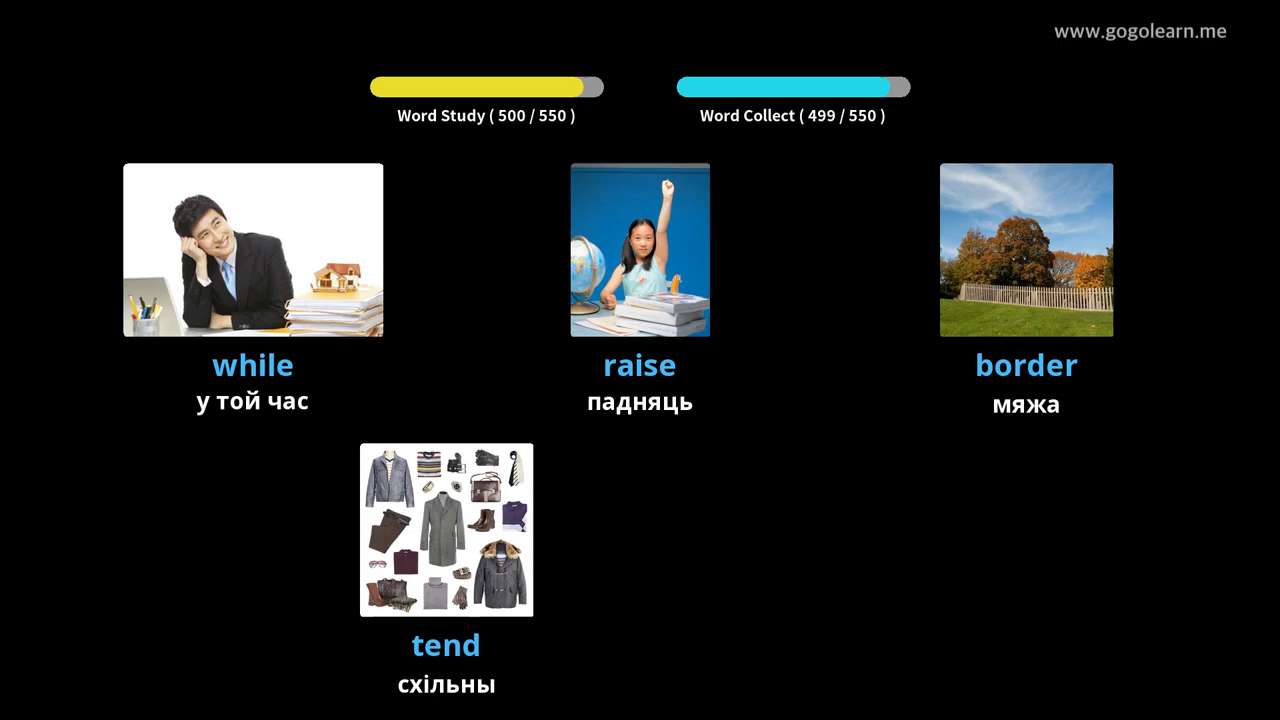 www.gogolearn.me
Word Study ( 500 / 550 )
Word Collect ( 499 / 550 )
while
у той час
raise
падняць
border
мяжа
tend
схільны